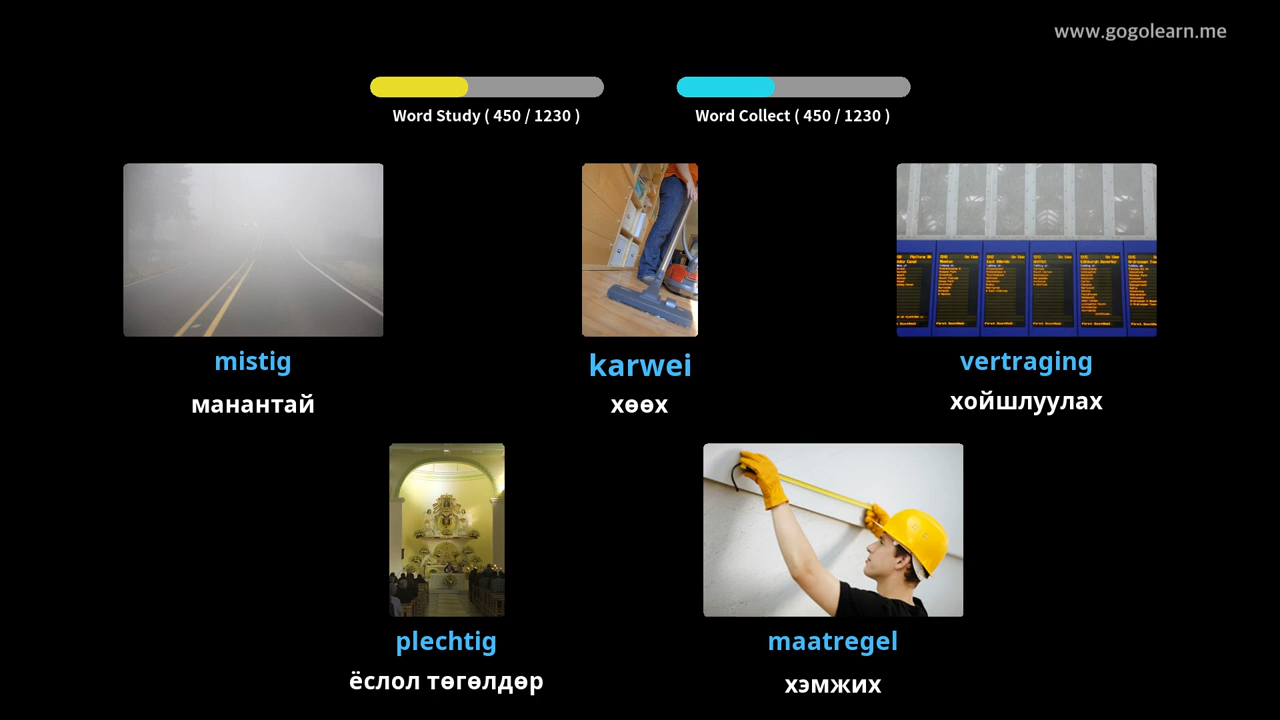 www.gogolearn.me
Word Study ( 450 / 1230 )
Word Collect ( 450 / 1230 )
mistig
karwei
vertraging
манантай
хөөх
хойшлуулах
plechtig
maatregel
ёслол төгөлдөр
хэмжих